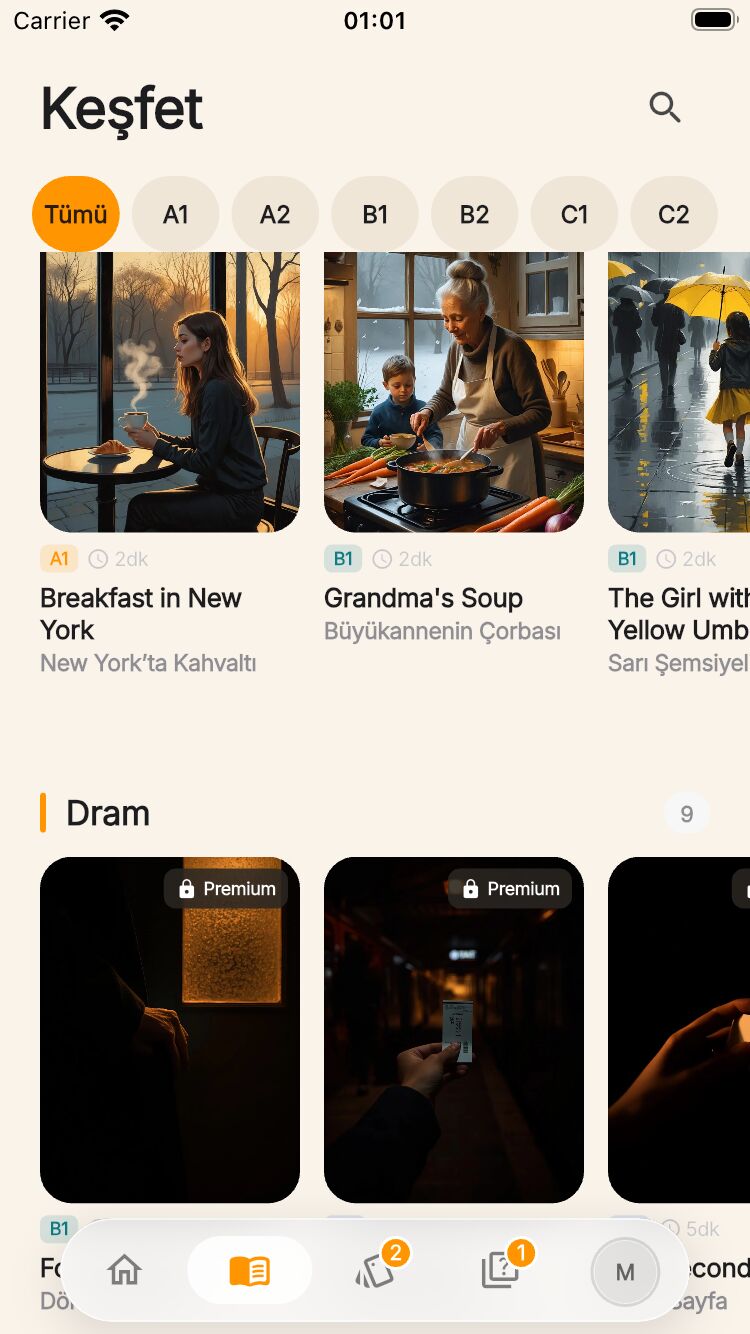 Carrier 01:01
Keşfet
Tümü A1 A2 B1 B2 C1 C2
A1 2dk
Breakfast in New
York
New York’ta Kahvaltı
B1 2dk
Grandma's Soup
Büyükannenin Çorbası
B1 2dk
The Girl with
Yellow Umb
Sarı Şemsiyel
Dram 9
Premium
Premium
B1
5dk
2
1
M